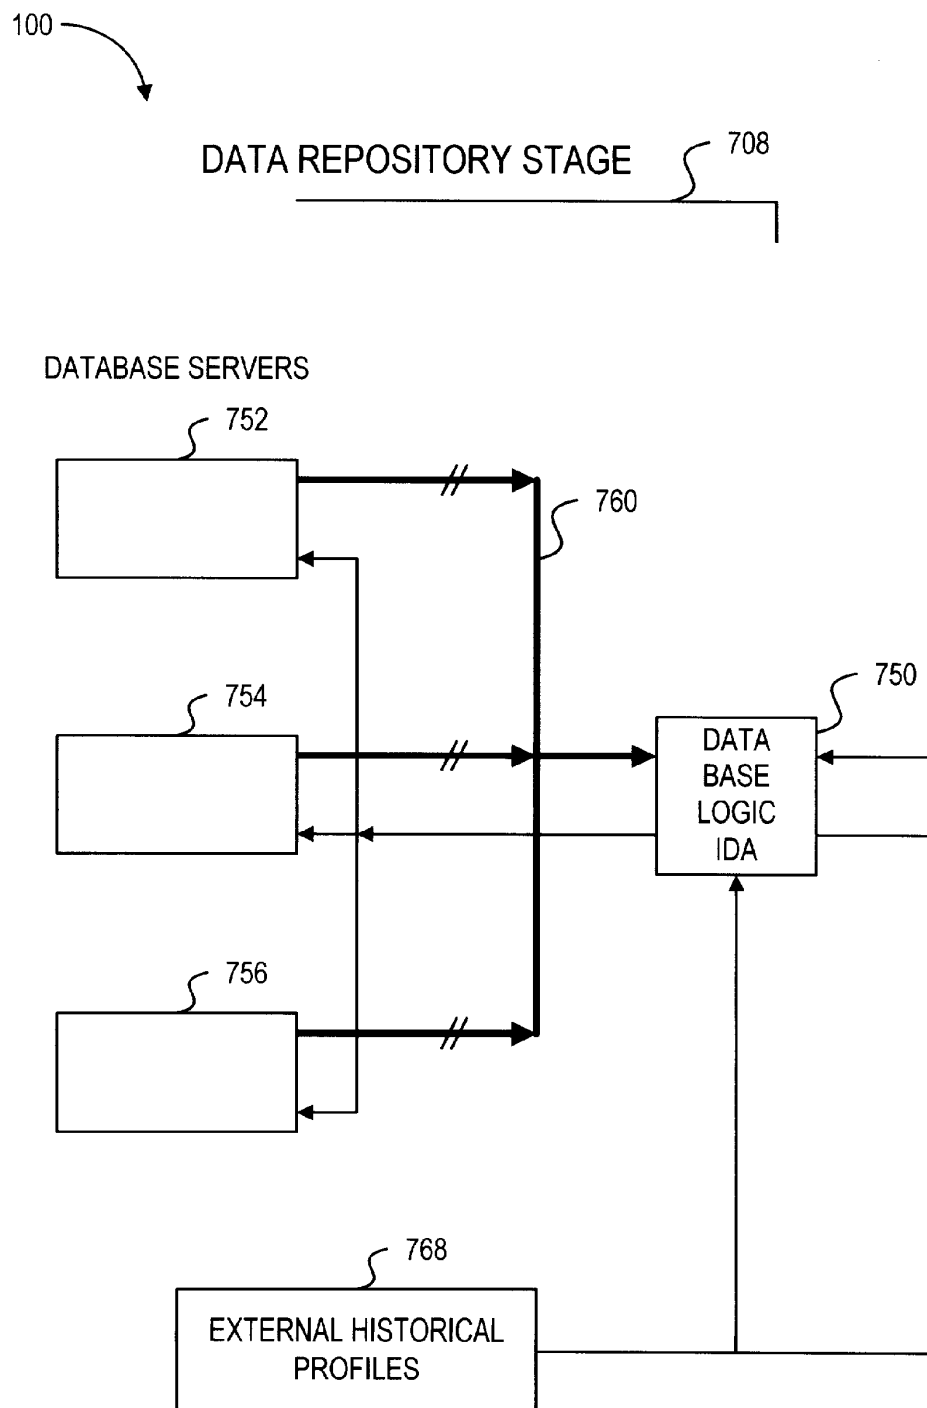 100
DATA REPOSITORY STAGE
708
DATABASE SERVERS
752
760
754
750
DATA
BASE
LOGIC
IDA
756
768
EXTERNAL HISTORICAL
PROFILES